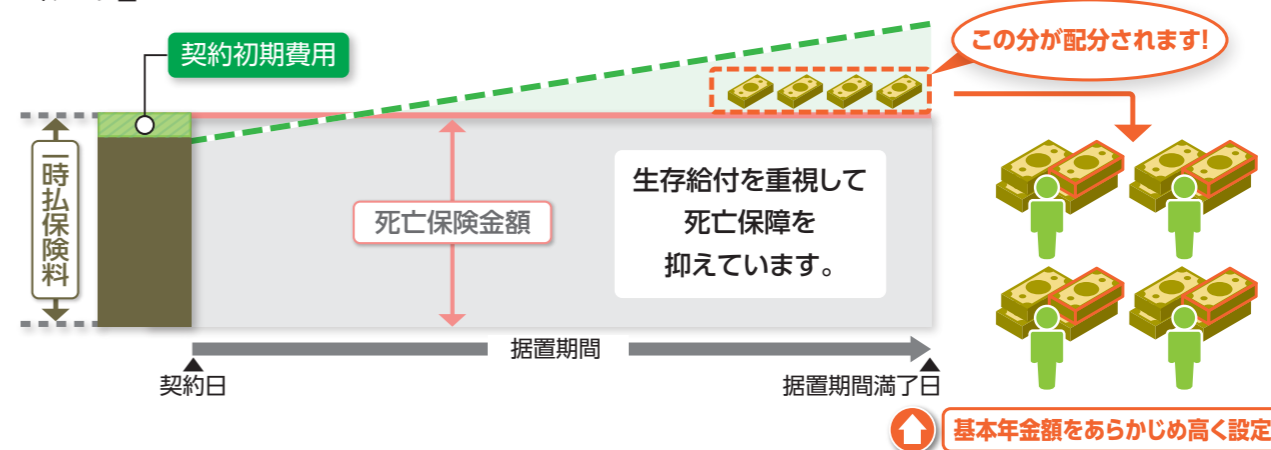 契約初期費用
この分が配分されます!
一時払保険料
死亡保険金額
生存給付を重視して
死亡保障を
抑えています。
据置期間
契約日
据置期間満了日
基本年金額をあらかじめ高く設定